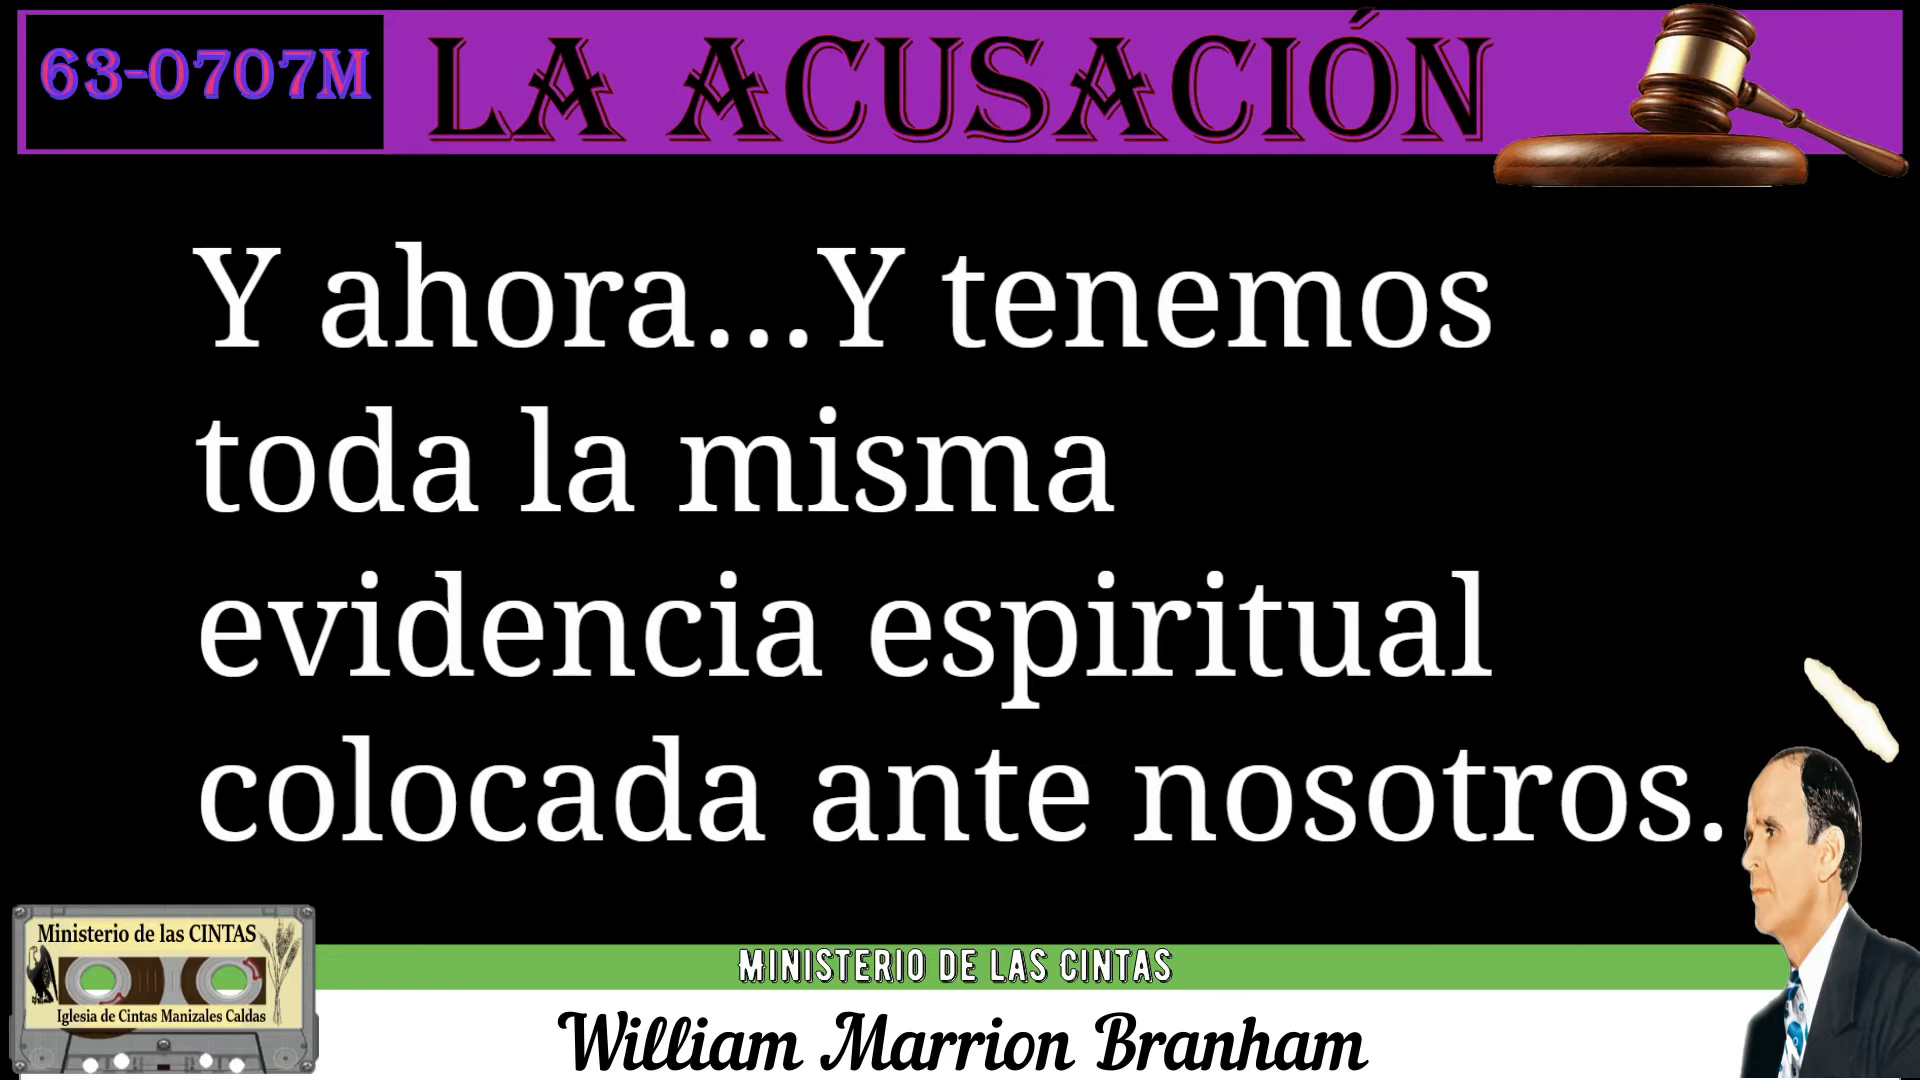 63-0707M
LA ACUSACIÓN
Y ahora...Y tenemos
toda la misma
evidencia espiritual
colocada ante nosotros.
Ministerio de las CINTAS
Iglesia de Cintas Manizales Caldas
MINISTERIO DE LAS CINTAS
William Marrion Branham